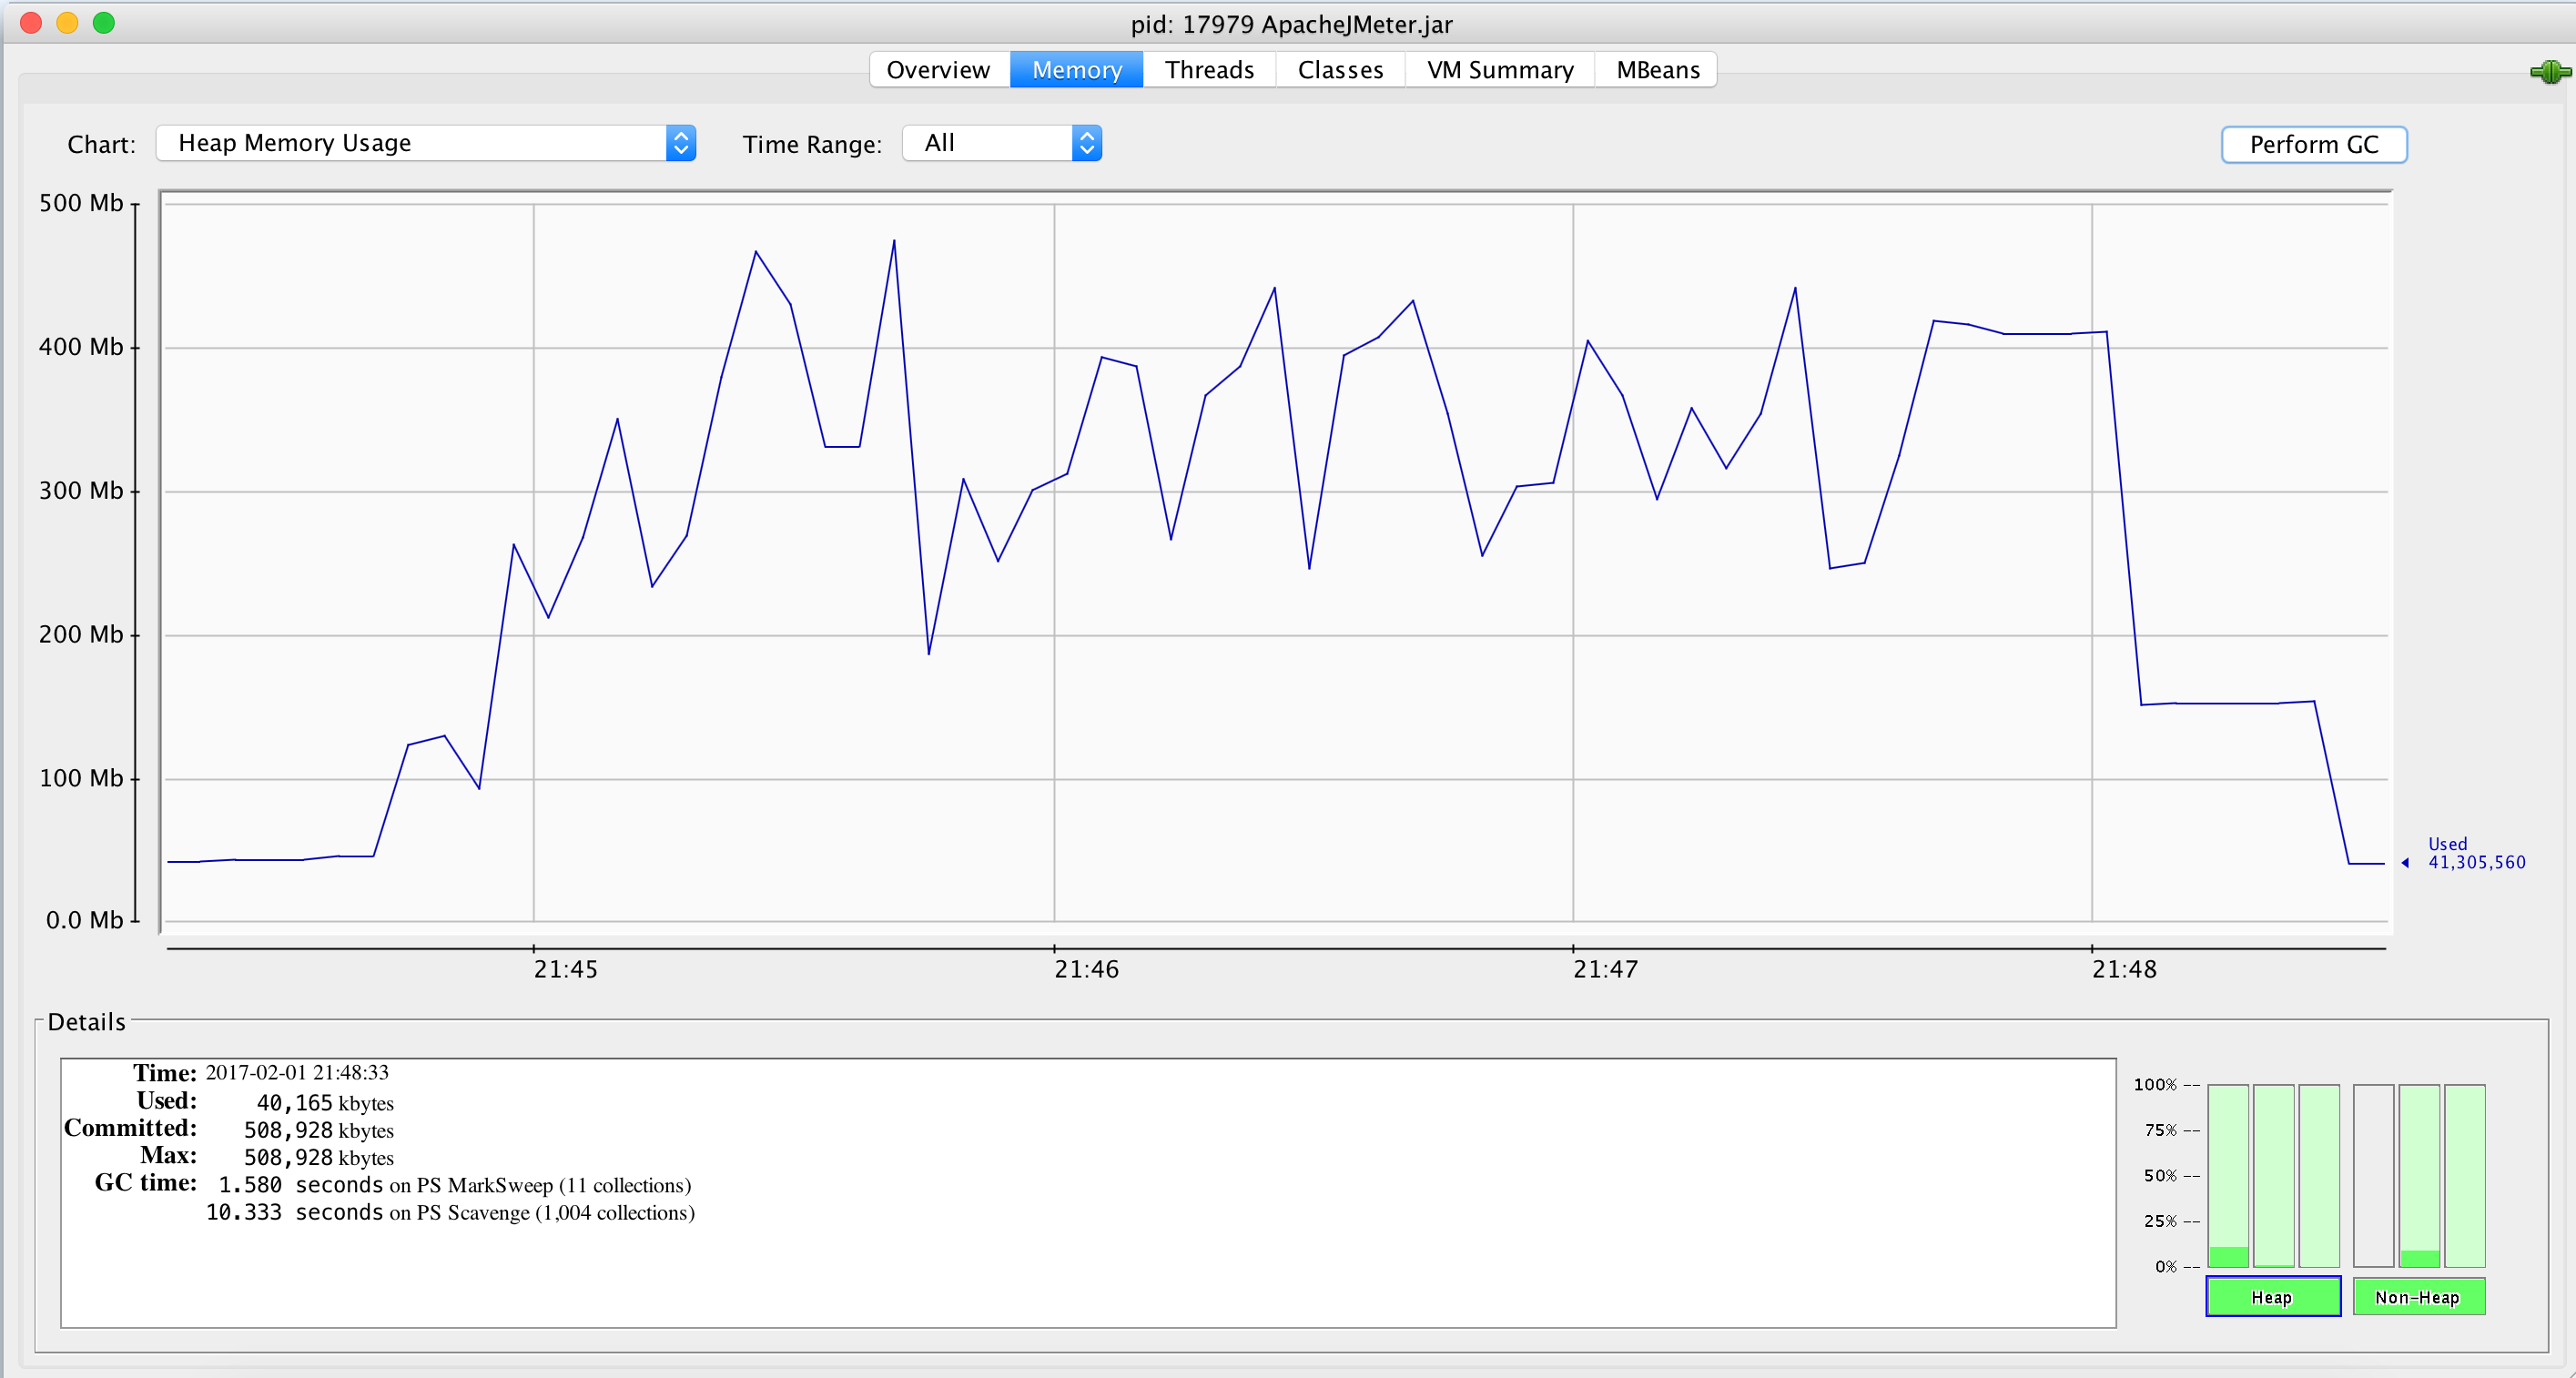 pid: 17979 ApacheJMeter.jar
Overview Memory Threads Classes VM Summary MBeans
Chart: Heap Memory Usage Time Range: All Perform GC
500 Mb
400 Mb
300 Mb
200 Mb
100 Mb
0.0 Mb
Used
41,305,560
21:45 21:46 21:47 21:48
Details
Time: 2017-02-01 21:48:33
Used: 40,165 kbytes
Committed: 508,928 kbytes
Max: 508,928 kbytes
GC time: 1.580 seconds on PS MarkSweep (11 collections)
10.333 seconds on PS Scavenge (1,004 collections)
100% --
75% --
50% --
25% --
0% --
Heap Non-Heap